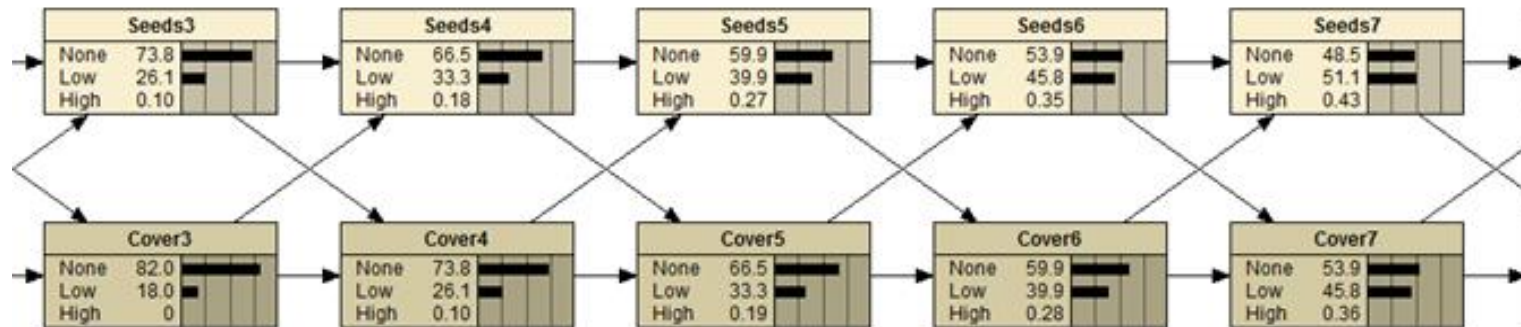 Seeds3
None 73.8
Low 26.1
High 0.10
Seeds4
None 66.5
Low 33.3
High 0.18
Seeds5
None 59.9
Low 39.9
High 0.27
Seeds6
None 53.9
Low 45.8
High 0.35
Seeds7
None 48.5
Low 51.1
High 0.43
Cover3
None 82.0
Low 18.0
High 0
Cover4
None 73.8
Low 26.1
High 0.10
Cover5
None 66.5
Low 33.3
High 0.19
Cover6
None 59.9
Low 39.9
High 0.28
Cover7
None 53.9
Low 45.8
High 0.36